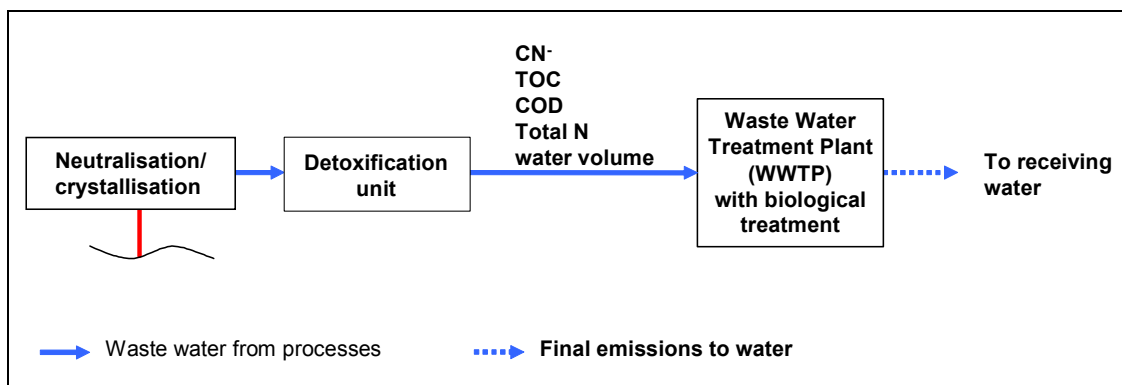 Neutralisation/
crystallisation
Detoxification
unit
CN-
TOC
COD
Total N
water volume
Waste Water
Treatment Plant
(WWTP)
with biological
treatment
To receiving
water
Waste water from processes
Final emissions to water